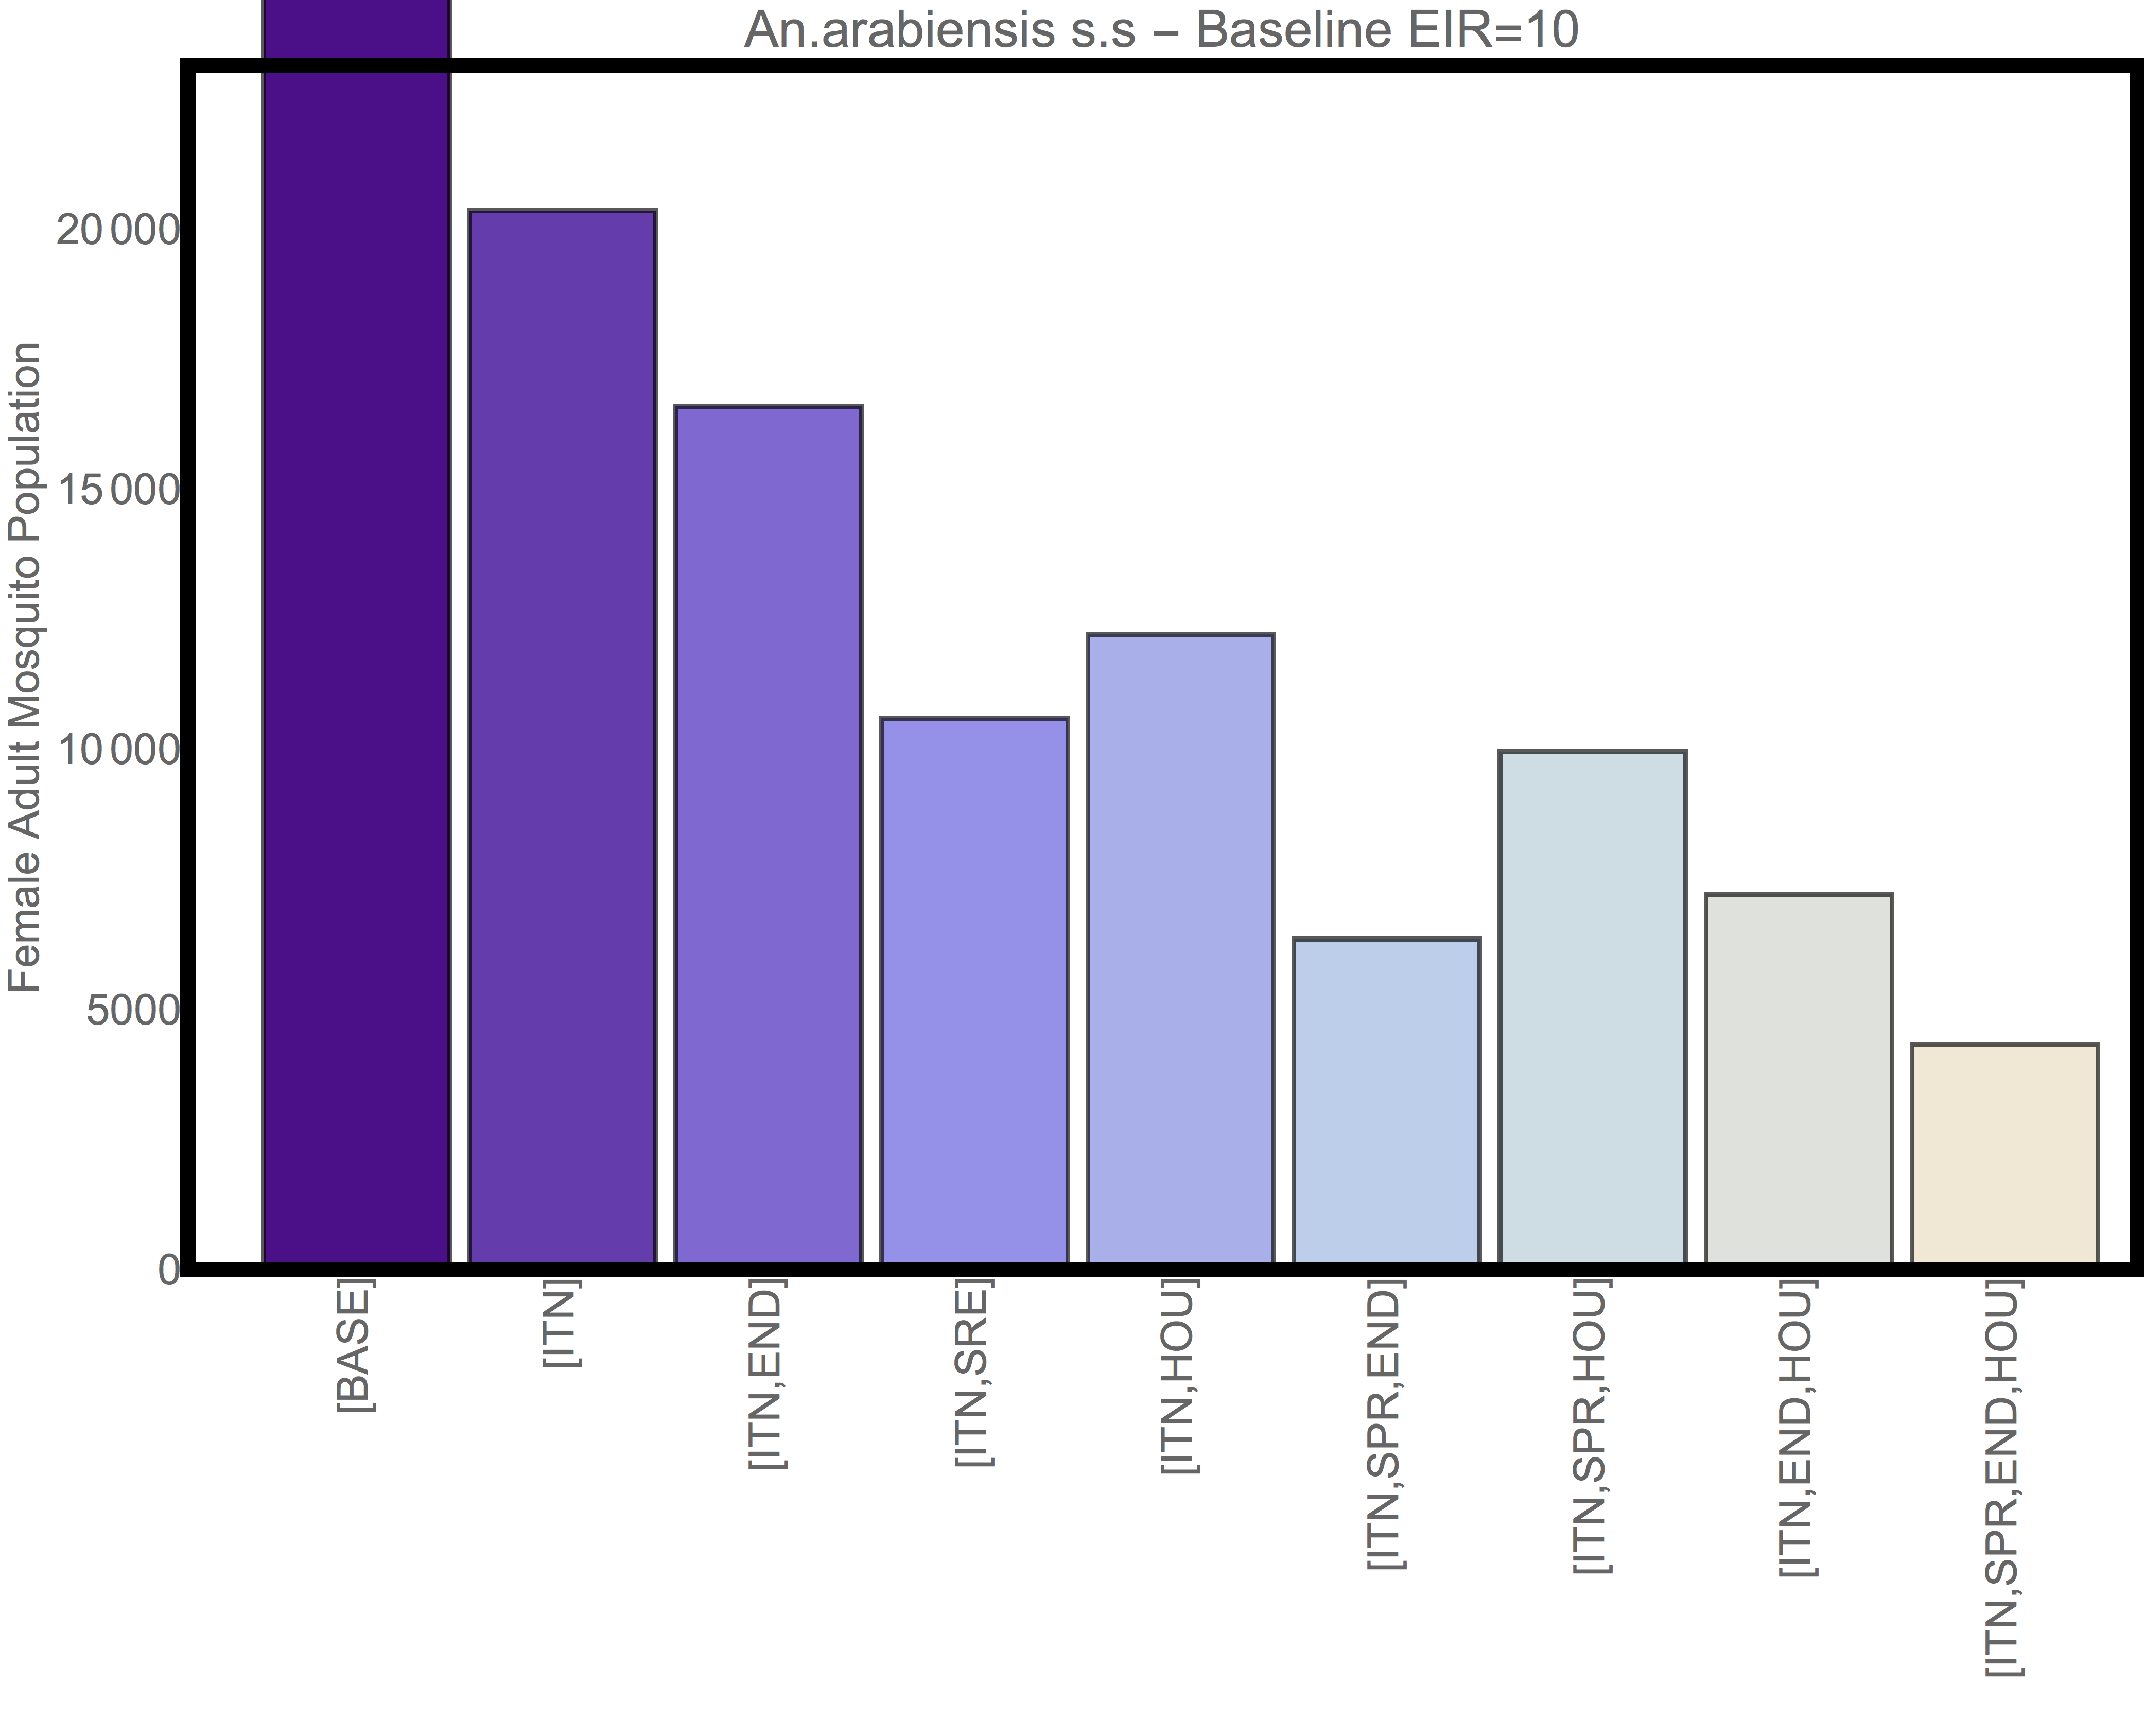 An.arabiensis s.s – Baseline EIR=10
Female Adult Mosquito Population
20 000
15 000
10 000
5000
0
[BASE]
[ITN]
[ITN,END]
[ITN,SRE]
[ITN,HOU]
[ITN,SPR,END]
[ITN,SPR,HOU]
[ITN,END,HOU]
[ITN,SPR,END,HOU]